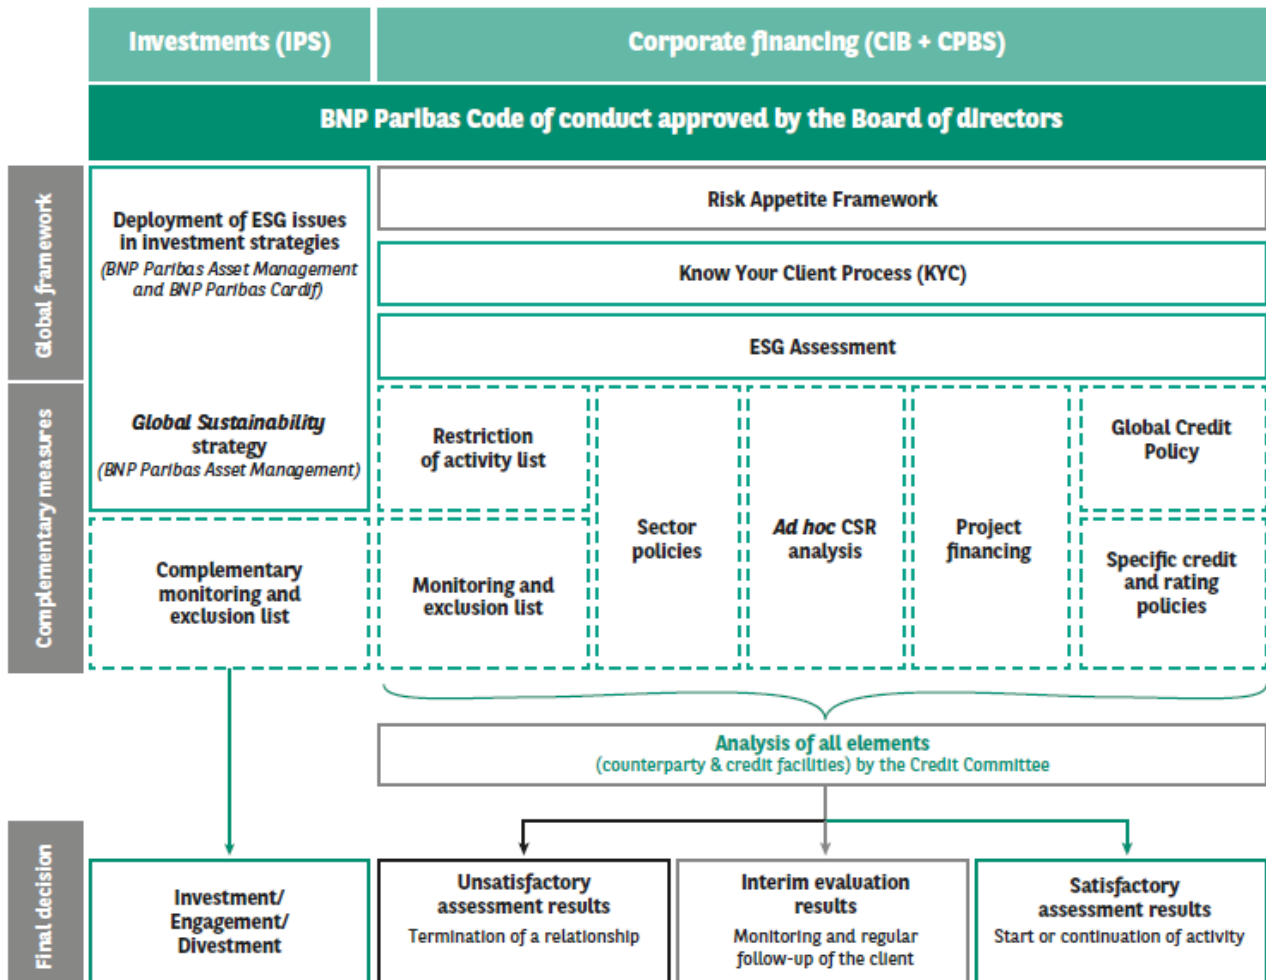 Investments (IPS)
Corporate financing (CIB + CPBS)
BNP Paribas Code of conduct approved by the Board of directors
Global framework
Deployment of ESG issues
in investment strategies
(BNP Paribas Asset Management
and BNP Paribas Cardif)
Risk Appetite Framework
Know Your Client Process (KYC)
ESG Assessment
Complementary measures
Global Sustainability
strategy
(BNP Paribas Asset Management)
Complementary
monitoring and
exclusion list
Restriction
of activity list
Monitoring and
exclusion list
Sector
policies
Ad hoc CSR
analysis
Project
financing
Global Credit
Policy
Specific credit
and rating
policies
Analysis of all elements
(counterparty & credit facilities) by the Credit Committee
Final decision
Investment/
Engagement/
Divestment
Unsatisfactory
assessment results
Termination of a relationship
Interim evaluation
results
Monitoring and regular
follow-up of the client
Satisfactory
assessment results
Start or continuation of activity